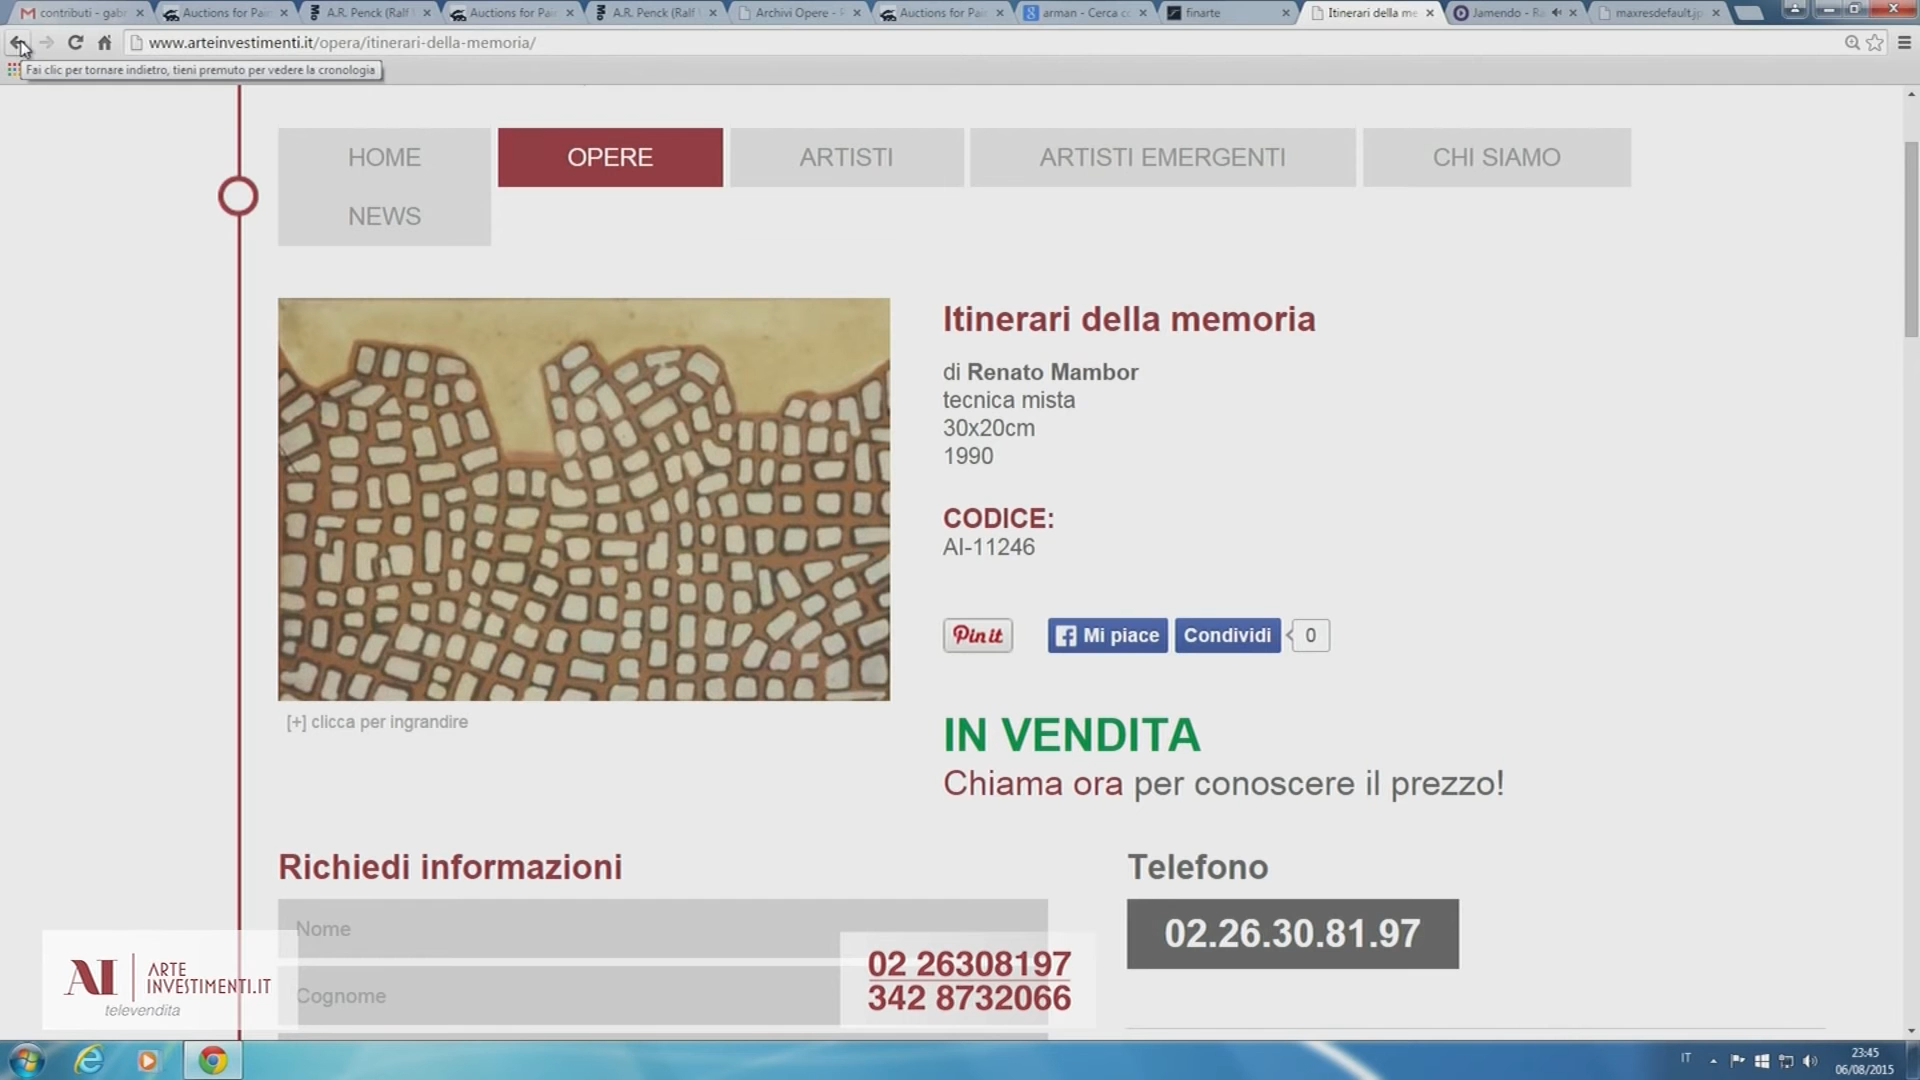 contributi - gab
Auctions for Pai
A.R. Penck (Ralf
Auctions for Pai
A.R. Penck (Ralf
Archivi Opere -
Auctions for Pai
arman - Cerca c
finarte
Itinerari della me
Jamendo - Ra
maxresdefault.jp
www.arteinvestimenti.it/opera/itinerari-della-memoria/
Fai clic per tornare indietro, tieni premuto per vedere la cronologia
HOME
OPERE
ARTISTI
ARTISTI EMERGENTI
CHI SIAMO
NEWS
Itinerari della memoria
di Renato Mambor
tecnica mista
30x20cm
1990
CODICE:
AI-11246
Pin it
Mi piace
Condividi
0
[+] clicca per ingrandire
IN VENDITA
Chiama ora per conoscere il prezzo!
Richiedi informazioni
Nome
Cognome
Telefono
02.26.30.81.97
AI ARTE
INVESTIMENTI.IT
televendita
02 26308197
342 8732066
IT
23:45
06/08/2015